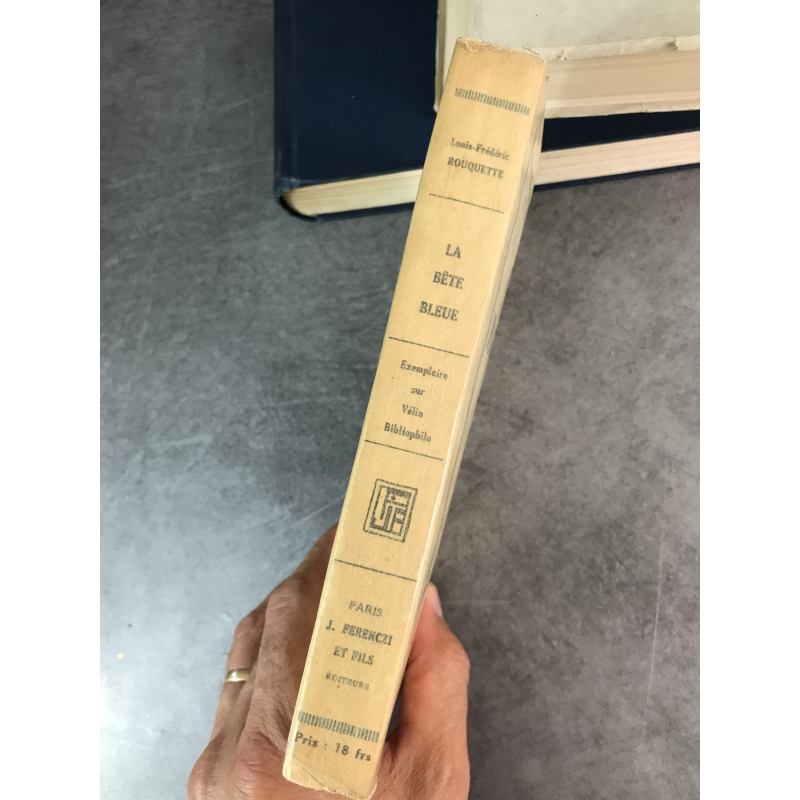 Louis-Frédéric
ROUQUETTE
LA
BÊTE
BLEUE
Exemplaire
sur
Vélin
Bibliophile
PARIS
J. FERENCZI
ET FILS
ÉDITEURS
Prix : 18 frs